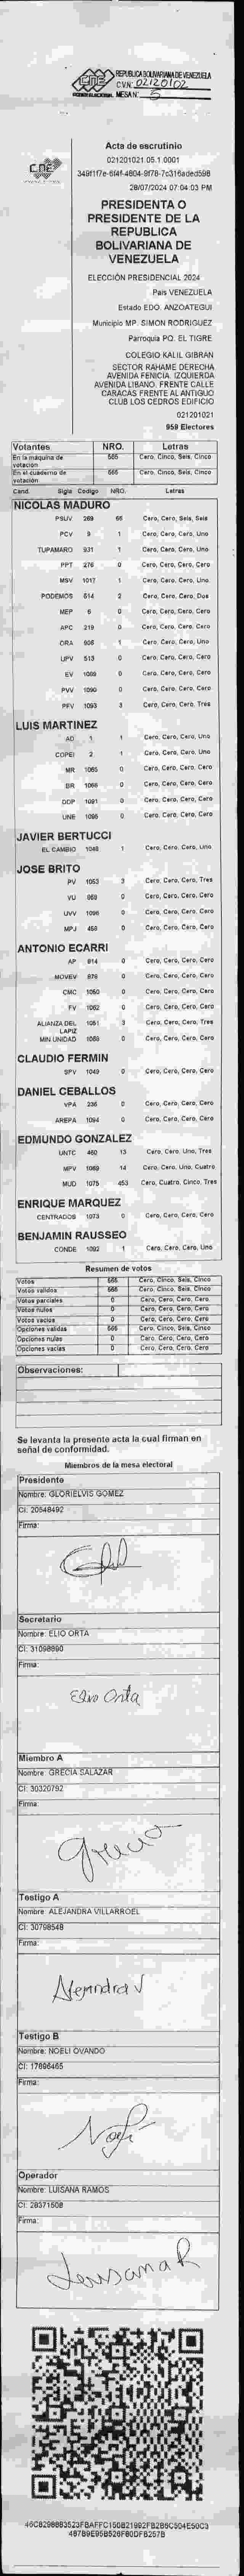 CNE
REPUBLICA BOLIVARIANA DE VENEZUELA
CVN: 02120102
MESA N° 5
CNE
Acta de escrutinio
021201021.05.1.0001
28/07/2024 07:04:03 PM
PRESIDENTA O
PRESIDENTE DE LA
REPUBLICA
BOLIVARIANA DE
VENEZUELA
ELECCIÓN PRESIDENCIAL 2024
Pais VENEZUELA
Estado EDO. ANZOATEGUI
Municipio MP. SIMON RODRIGUEZ
Parroquia PQ. EL TIGRE
COLEGIO KALIL GIBRAN
SECTOR RAHAME DERECHA
AVENIDA FENICIA. IZQUIERDA
AVENIDA LIBANO. FRENTE CALLE
CARACAS FRENTE AL ANTIGUO
CLUB LOS CEDROS EDIFICIO
021201021
959 Electores
Votantes NRO. Letras
En la maquina de votación 565 Cero, Cinco, Seis, Cinco
En el cuaderno de votación 565 Cero, Cinco, Seis, Cinco
Cand. Sigla Codigo NRO. Letras
NICOLAS MADURO
PSUV 269 66 Cero, Cero, Seis, Seis
PCV 9 1 Cero, Cero, Cero, Uno
TUPAMARO 931 1 Cero, Cero, Cero, Uno
PPT 276 0 Cero, Cero, Cero, Cero
MSV 1017 1 Cero, Cero, Cero, Uno
PODEMOS 514 2 Cero, Cero, Cero, Dos
MEP 6 0 Cero, Cero, Cero, Cero
APC 219 0 Cero, Cero, Cero, Cero
ORA 905 1 Cero, Cero, Cero, Uno
UPV 513 0 Cero, Cero, Cero, Cero
EV 1089 0 Cero, Cero, Cero, Cero
PVV 1090 0 Cero, Cero, Cero, Cero
PFV 1093 3 Cero, Cero, Cero, Tres
LUIS MARTINEZ
AD 1 1 Cero, Cero, Cero, Uno
COPEI 2 1 Cero, Cero, Cero, Uno
MR 1065 0 Cero, Cero, Cero, Cero
BR 1066 0 Cero, Cero, Cero, Cero
DDP 1091 0 Cero, Cero, Cero, Cero
UNE 1095 0 Cero, Cero, Cero, Cero
JAVIER BERTUCCI
EL CAMBIO 1048 1 Cero, Cero, Cero, Uno
JOSE BRITO
PV 1053 3 Cero, Cero, Cero, Tres
VU 0 Cero, Cero, Cero, Cero
UVV 1096 0 Cero, Cero, Cero, Cero
MPJ 458 0 Cero, Cero, Cero, Cero
ANTONIO ECARRI
AP 914 0 Cero, Cero, Cero, Cero
MOVEV 976 0 Cero, Cero, Cero, Cero
CMC 1050 0 Cero, Cero, Cero, Cero
FV 1062 0 Cero, Cero, Cero, Cero
ALIANZA DEL LAPIZ 1051 3 Cero, Cero, Cero, Tres
MIN UNIDAD 1059 0 Cero, Cero, Cero, Cero
CLAUDIO FERMIN
SPV 1049 0 Cero, Cero, Cero, Cero
DANIEL CEBALLOS
VPA 236 0 Cero, Cero, Cero, Cero
AREPA 1094 0 Cero, Cero, Cero, Cero
EDMUNDO GONZALEZ
UNTC 460 13 Cero, Cero, Uno, Tres
MPV 1069 14 Cero, Cero, Uno, Cuatro
MUD 1075 453 Cero, Cuatro, Cinco, Tres
ENRIQUE MARQUEZ
CENTRADOS 1073 0 Cero, Cero, Cero, Cero
BENJAMIN RAUSSEO
CONDE 1092 1 Cero, Cero, Cero, Uno
Resumen de votos
Votos 565 Cero, Cinco, Seis, Cinco
Votos validos 565 Cero, Cinco, Seis, Cinco
Votos parciales 0 Cero, Cero, Cero, Cero
Votos nulos 0 Cero, Cero, Cero, Cero
Votos vacios 0 Cero, Cero, Cero, Cero
Opciones validas 565 Cero, Cinco, Seis, Cinco
Opciones nulas 0 Cero, Cero, Cero, Cero
Opciones vacias 0 Cero, Cero, Cero, Cero
Observaciones:
Se levanta la presente acta la cual firman en
señal de conformidad.
Miembros de la mesa electoral
Presidente
Nombre: GLORIELVIS GOMEZ
CI: 20548492
Firma:
Secretario
Nombre: ELIO ORTA
CI: 31098890
Firma:
Elio Orta
Miembro A
Nombre: GRECIA SALAZAR
CI: 30320792
Firma:
Grecia
Testigo A
Nombre: ALEJANDRA VILLARROEL
CI: 30798548
Firma:
Alejandra V
Testigo B
Nombre: NOELI OVANDO
CI: 17896465
Firma:
Noelí
Operador
Nombre: LUISANA RAMOS
CI: 28371508
Firma:
Luisana R